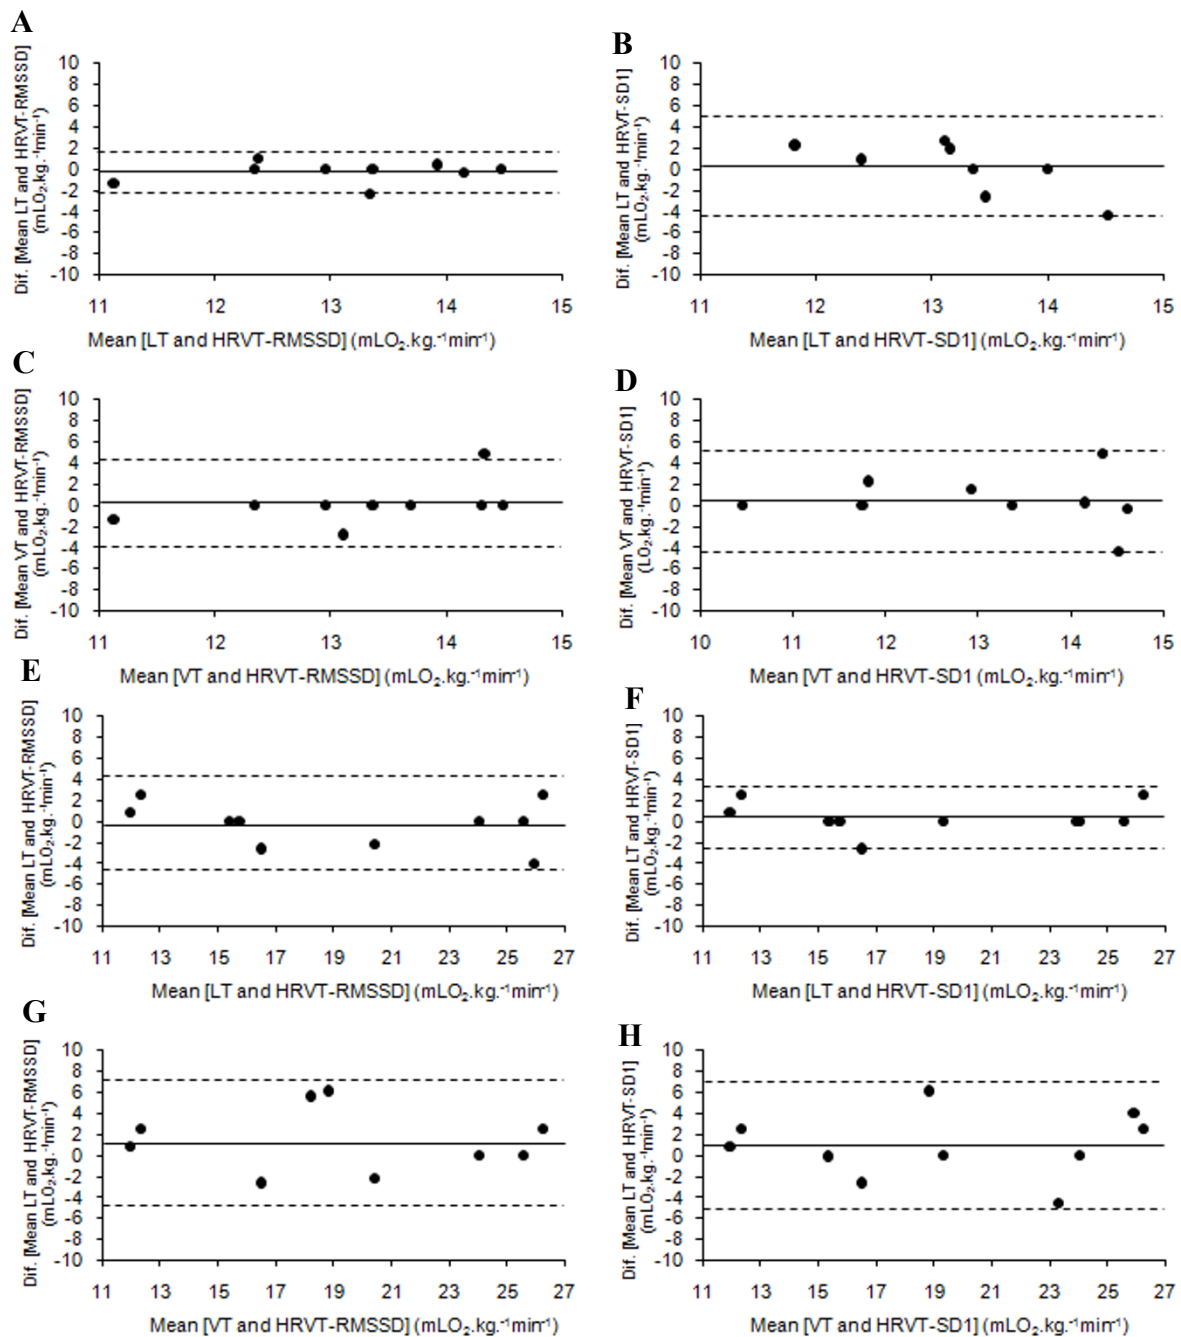 A
Dif. [Mean LT and HRVT-RMSSD]
(mLO₂.kg.⁻¹min⁻¹)
10
8
6
4
2
0
-2
-4
-6
-8
-10
11 12 13 14 15
Mean [LT and HRVT-RMSSD] (mLO₂.kg.⁻¹min⁻¹)
B
Dif. [Mean LT and HRVT-SD1]
(mLO₂.kg.⁻¹min⁻¹)
10
8
6
4
2
0
-2
-4
-6
-8
-10
11 12 13 14 15
Mean [LT and HRVT-SD1] (mLO₂.kg.⁻¹min⁻¹)
C
Dif. [Mean VT and HRVT-RMSSD]
(mLO₂.kg.⁻¹min⁻¹)
10
8
6
4
2
0
-2
-4
-6
-8
-10
11 12 13 14 15
Mean [VT and HRVT-RMSSD] (mLO₂.kg.⁻¹min⁻¹)
D
Dif. [Mean VT and HRVT-SD1]
(LO₂.kg.⁻¹min⁻¹)
10
8
6
4
2
0
-2
-4
-6
-8
-10
10 11 12 13 14 15
Mean [VT and HRVT-SD1 (mLO₂.kg.⁻¹min⁻¹)
E
Dif. [Mean LT and HRVT-RMSSD]
(mLO₂.kg.⁻¹min⁻¹)
10
8
6
4
2
0
-2
-4
-6
-8
-10
11 13 15 17 19 21 23 25 27
Mean [LT and HRVT-RMSSD] (mLO₂.kg.⁻¹min⁻¹)
F
Dif. [Mean LT and HRVT-SD1]
(mLO₂.kg.⁻¹min⁻¹)
10
8
6
4
2
0
-2
-4
-6
-8
-10
11 13 15 17 19 21 23 25 27
Mean [LT and HRVT-SD1] (mLO₂.kg.⁻¹min⁻¹)
G
Dif. [Mean LT and HRVT-RMSSD]
(mLO₂.kg.⁻¹min⁻¹)
10
8
6
4
2
0
-2
-4
-6
-8
-10
11 13 15 17 19 21 23 25 27
Mean [VT and HRVT-RMSSD] (mLO₂.kg.⁻¹min⁻¹)
H
Dif. [Mean LT and HRVT-SD1]
(mLO₂.kg.⁻¹min⁻¹)
10
8
6
4
2
0
-2
-4
-6
-8
-10
11 13 15 17 19 21 23 25 27
Mean [VT and HRVT-SD1] (mLO₂.kg.⁻¹min⁻¹)